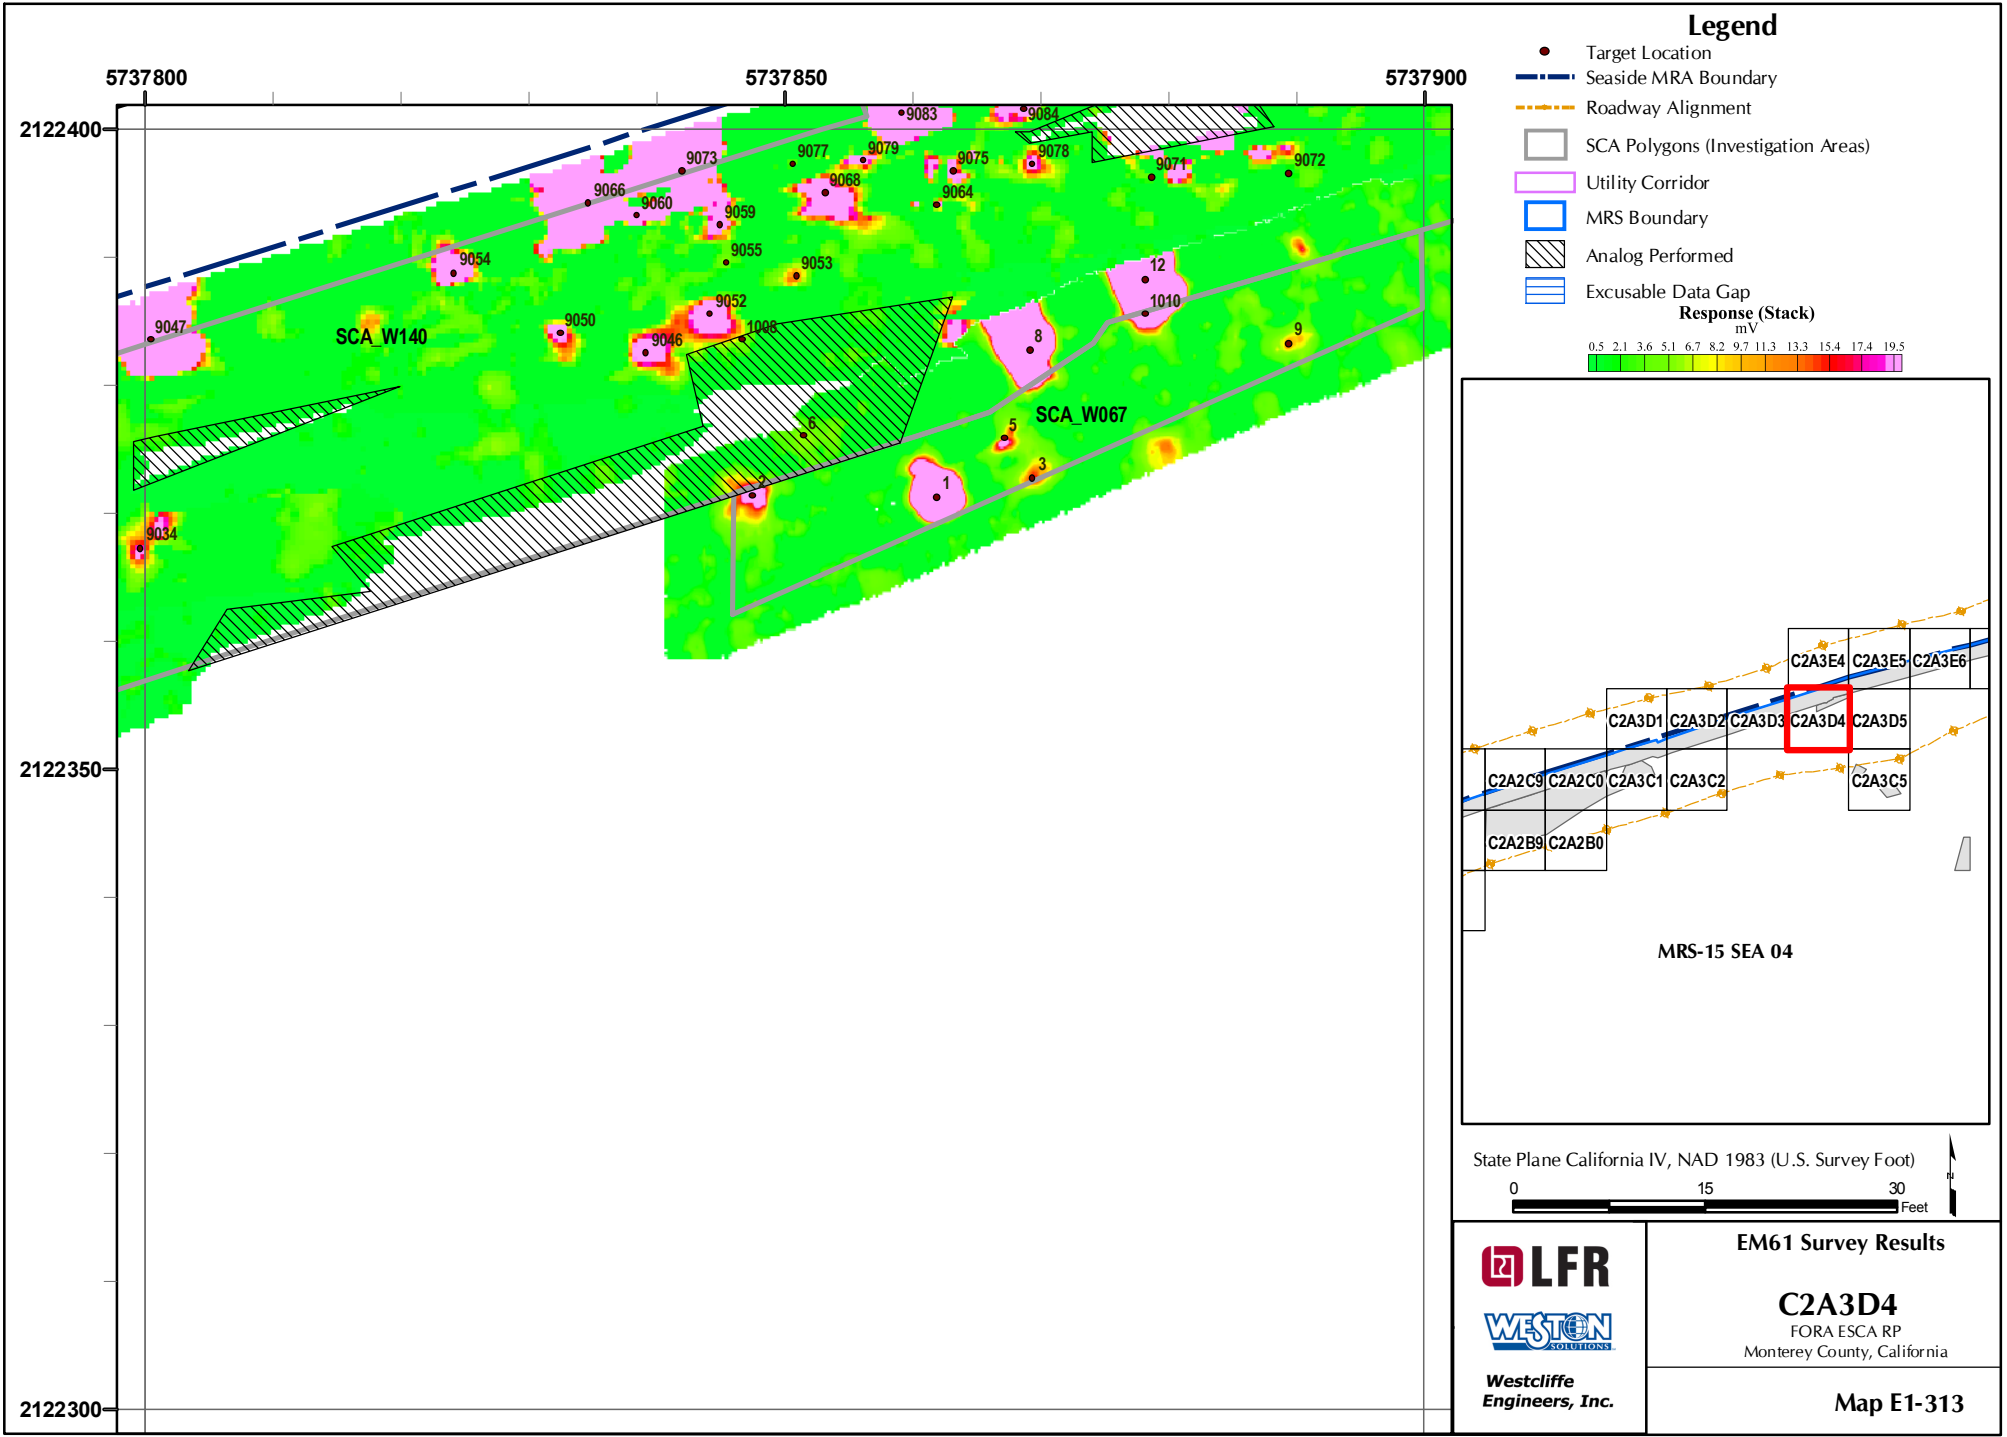 Legend
Target Location
Seaside MRA Boundary
Roadway Alignment
SCA Polygons (Investigation Areas)
Utility Corridor
MRS Boundary
Analog Performed
Excusable Data Gap
Response (Stack)
mV
0.5 2.1 3.6 5.1 6.7 8.2 9.7 11.3 13.3 15.4 17.4 19.5
5737800 5737850 5737900
2122400
2122350
2122300
9083
9084
9073
9077
9079
9075
9078
9071
9072
9066
9060
9068
9064
9059
9055
9054
9053
12
1010
9052
9047
SCA_W140
9050
9046
1008
8
9
SCA_W067
6
5
3
2
1
9034
C2A3E4 C2A3E5 C2A3E6
C2A3D1 C2A3D2 C2A3D3 C2A3D4 C2A3D5
C2A2C9 C2A2C0 C2A3C1 C2A3C2 C2A3C5
C2A2B9 C2A2B0
MRS-15 SEA 04
State Plane California IV, NAD 1983 (U.S. Survey Foot)
0 15 30
Feet
N
LFR
WESTON
SOLUTIONS
Westcliffe
Engineers, Inc.
EM61 Survey Results
C2A3D4
FORA ESCA RP
Monterey County, California
Map E1-313